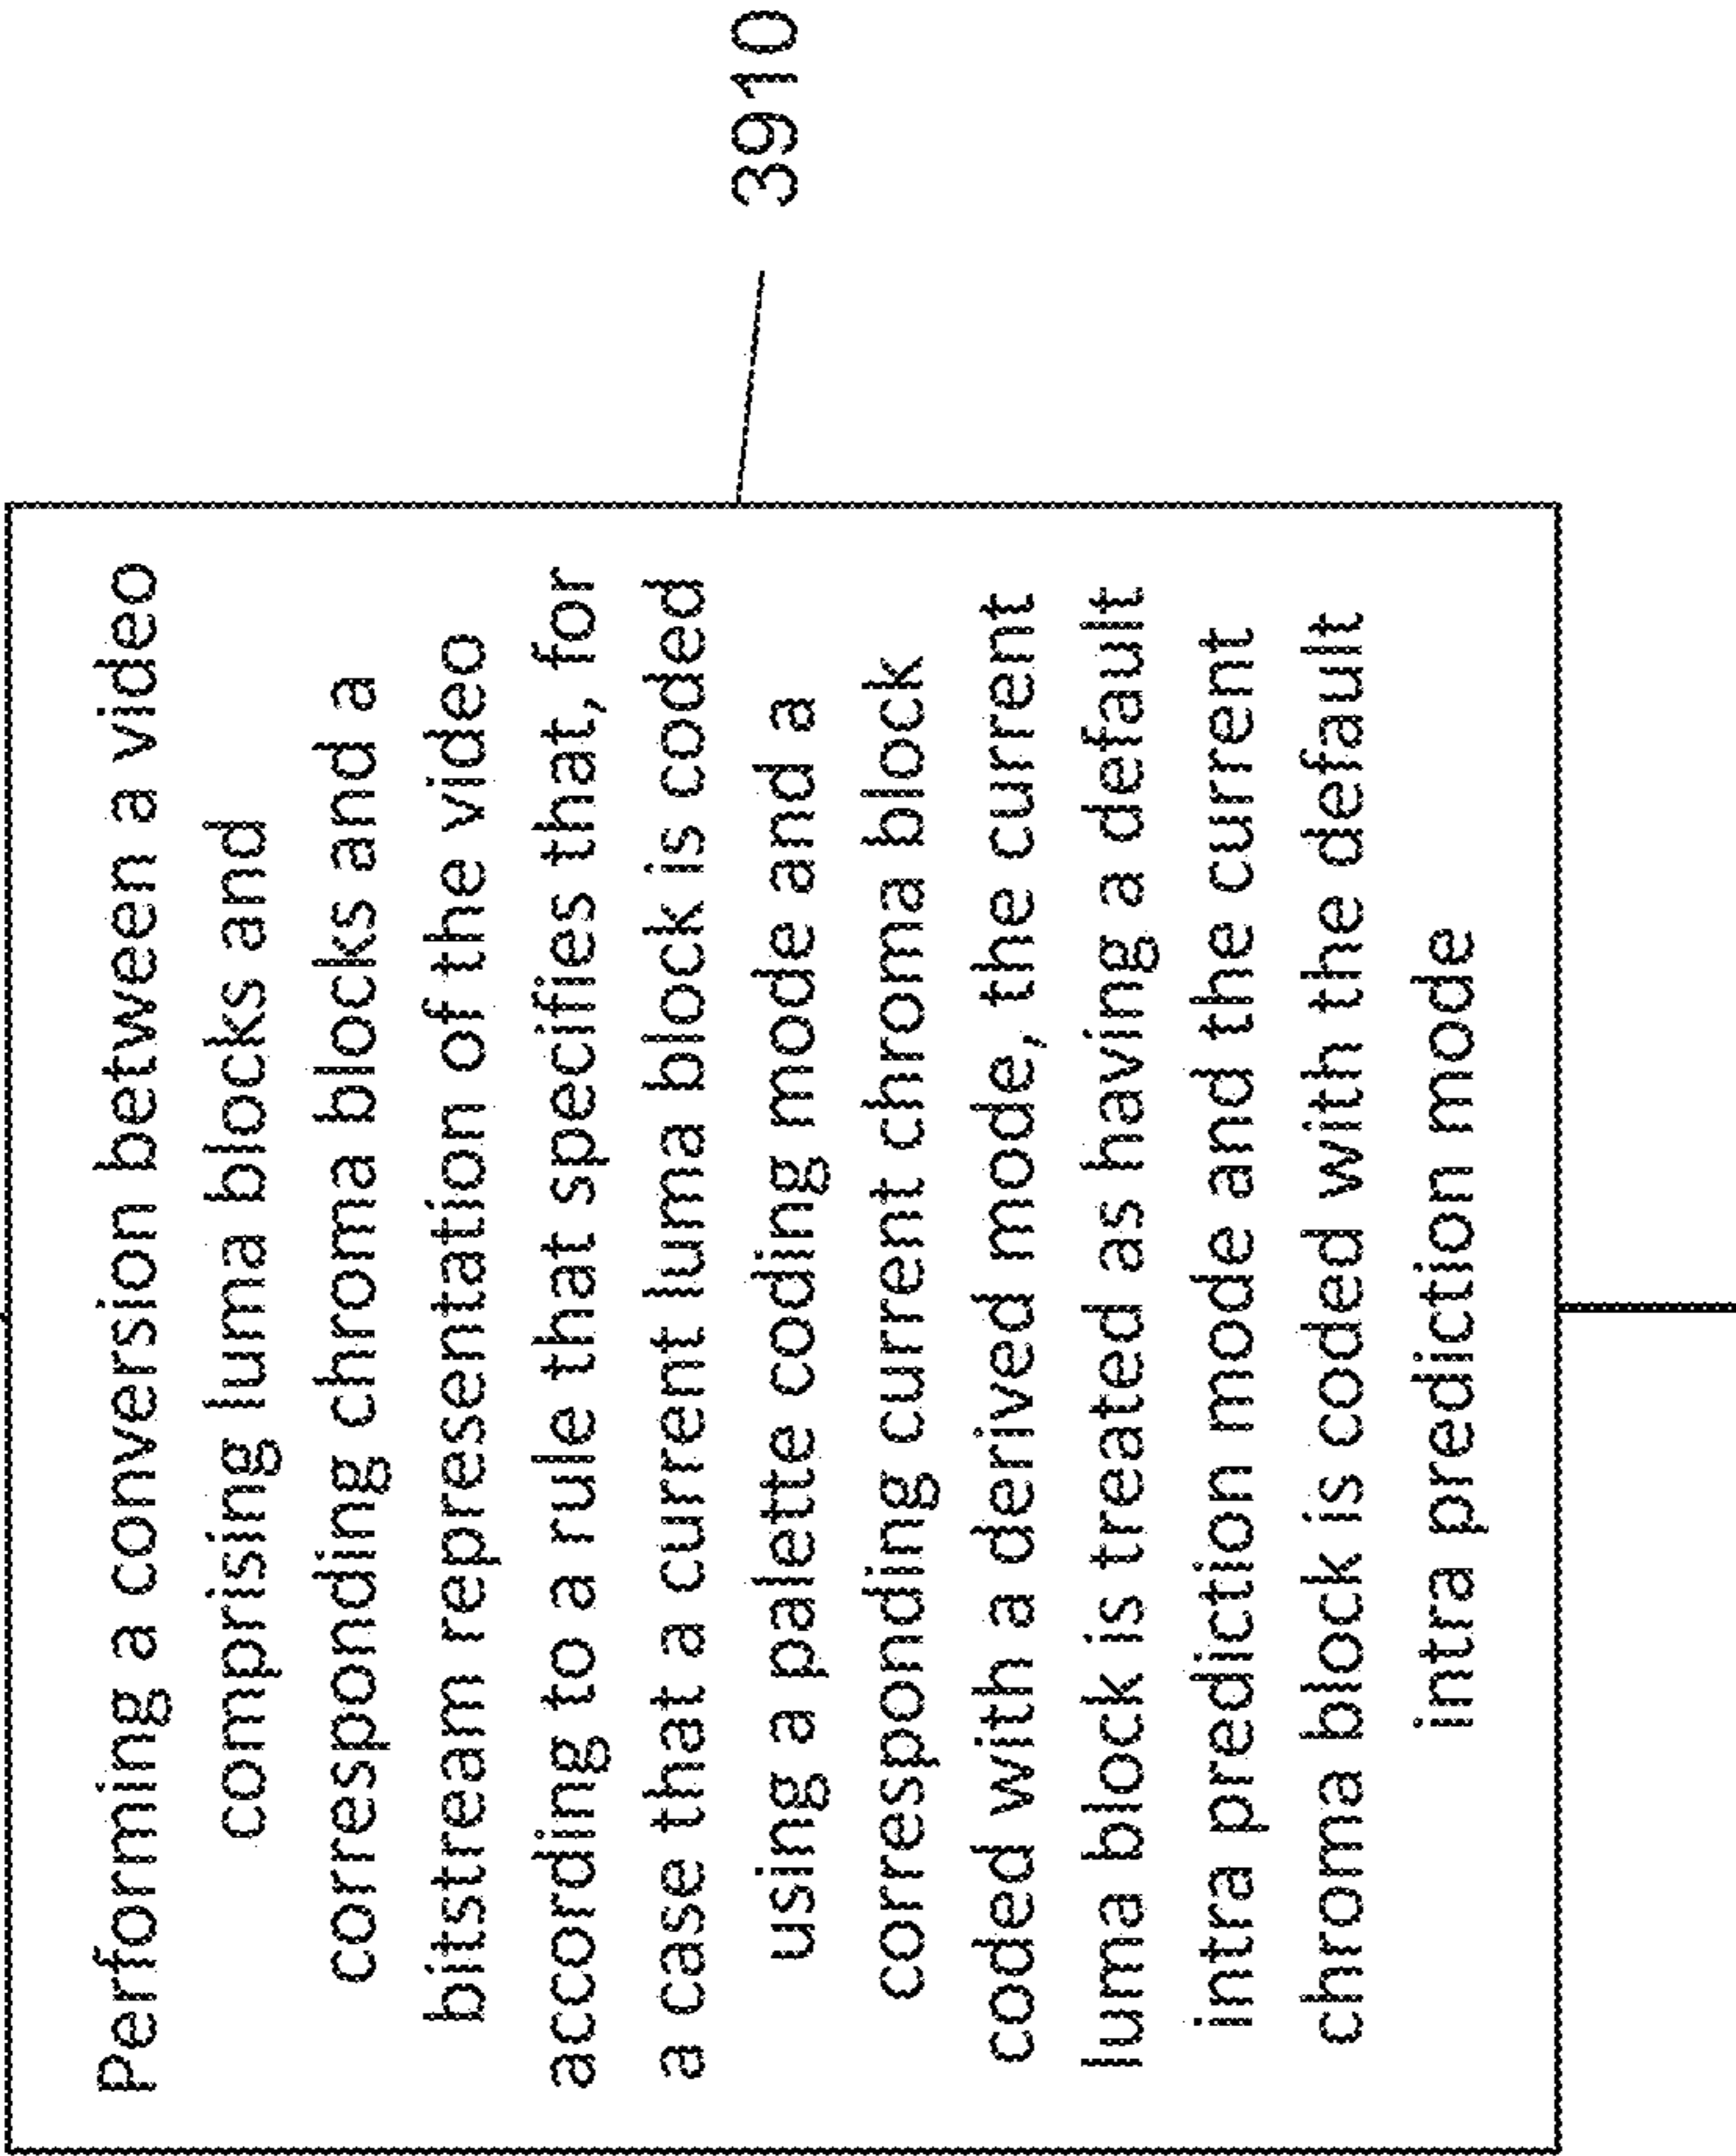 Performing a conversion between a video
comprising luma blocks and
corresponding chroma blocks and a
bitstream representation of the video
according to a rule that specifies that, for
a case that a current luma block is coded
using a palette coding mode and a
corresponding current chroma block
coded with a derived mode, the current
luma block is treated as having a default
intra prediction mode and the current
chroma block is coded with the default
intra prediction mode
3910